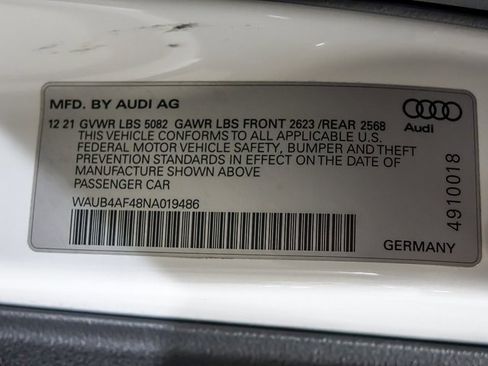 MFD. BY AUDI AG
12 21 GVWR LBS 5082 GAWR LBS FRONT 2623 /REAR 2568
THIS VEHICLE CONFORMS TO ALL APPLICABLE U.S.
FEDERAL MOTOR VEHICLE SAFETY, BUMPER AND THEFT
PREVENTION STANDARDS IN EFFECT ON THE DATE OF
MANUFACTURE SHOWN ABOVE
PASSENGER CAR
WAUB4AF48NA019486
Audi
4910018
GERMANY